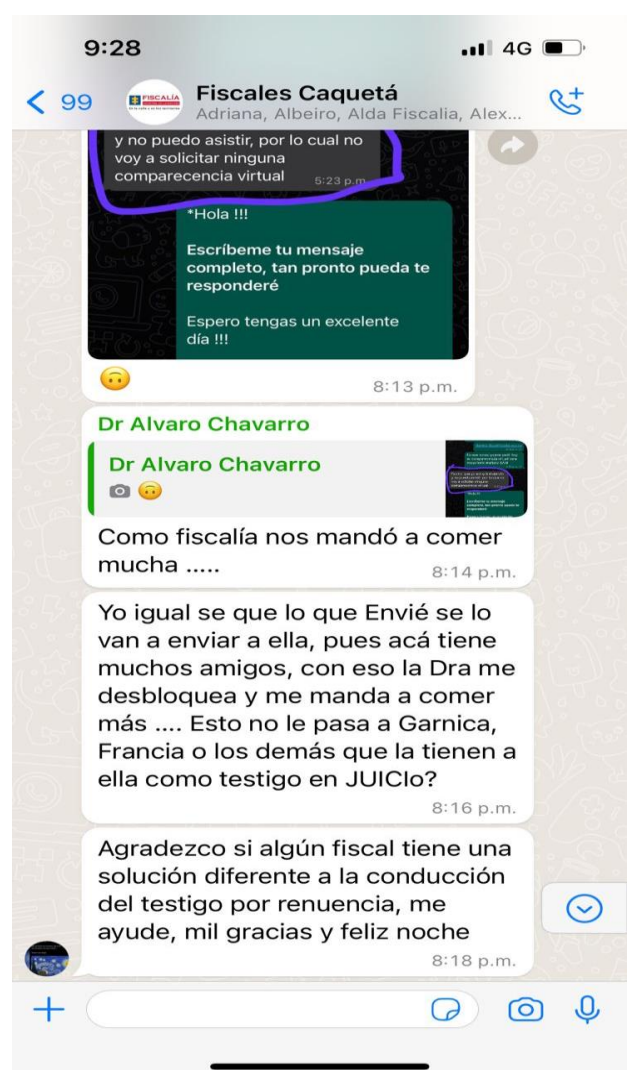 9:28
4G
99
FISCALÍA
Fiscales Caquetá
Adriana, Albeiro, Alda Fiscalia, Alex...
y no puedo asistir, por lo cual no
voy a solicitar ninguna
comparecencia virtual
5:23 p.m.
*Hola !!!
Escríbeme tu mensaje
completo, tan pronto pueda te
responderé
Espero tengas un excelente
día !!!
🙃
8:13 p.m.
Dr Alvaro Chavarro
Dr Alvaro Chavarro
📷 🙃
Como fiscalía nos mandó a comer
mucha .....
8:14 p.m.
Yo igual se que lo que Envié se lo
van a enviar a ella, pues acá tiene
muchos amigos, con eso la Dra me
desbloquea y me manda a comer
más .... Esto no le pasa a Garnica,
Francia o los demás que la tienen a
ella como testigo en JUICIo?
8:16 p.m.
Agradezco si algún fiscal tiene una
solución diferente a la conducción
del testigo por renuencia, me
ayude, mil gracias y feliz noche
8:18 p.m.